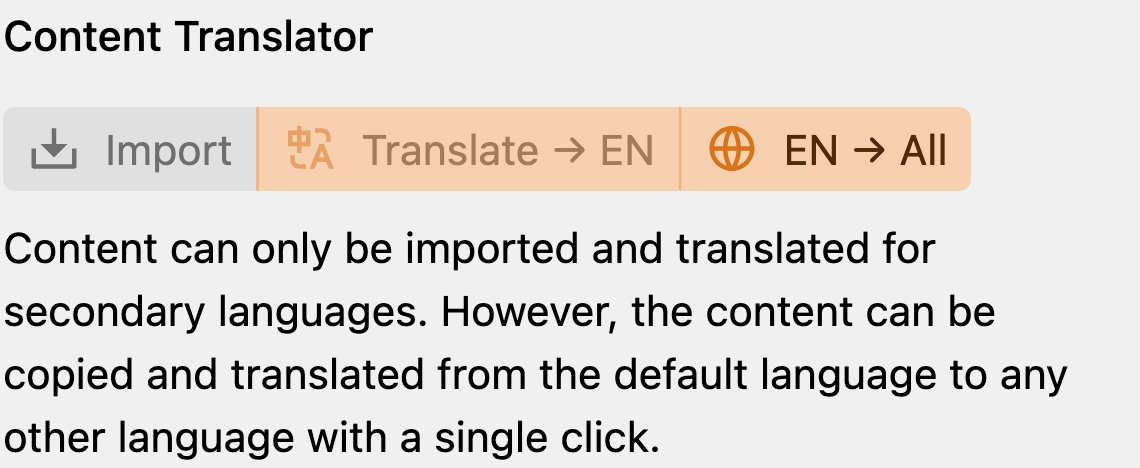 Content Translator
Import Translate → EN EN → All
Content can only be imported and translated for
secondary languages. However, the content can be
copied and translated from the default language to any
other language with a single click.